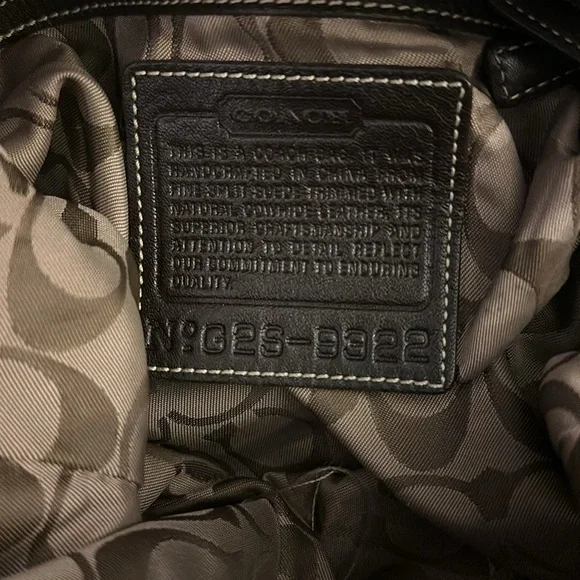 COACH
THIS IS A COACH BAG. IT WAS
HANDCRAFTED IN CHINA FROM
FINE SPLIT SUEDE TRIMMED WITH
NATURAL COWHIDE LEATHER. ITS
SUPERIOR CRAFTSMANSHIP AND
ATTENTION TO DETAIL REFLECT
OUR COMMITMENT TO ENDURING
QUALITY.
Nº G2S-9322